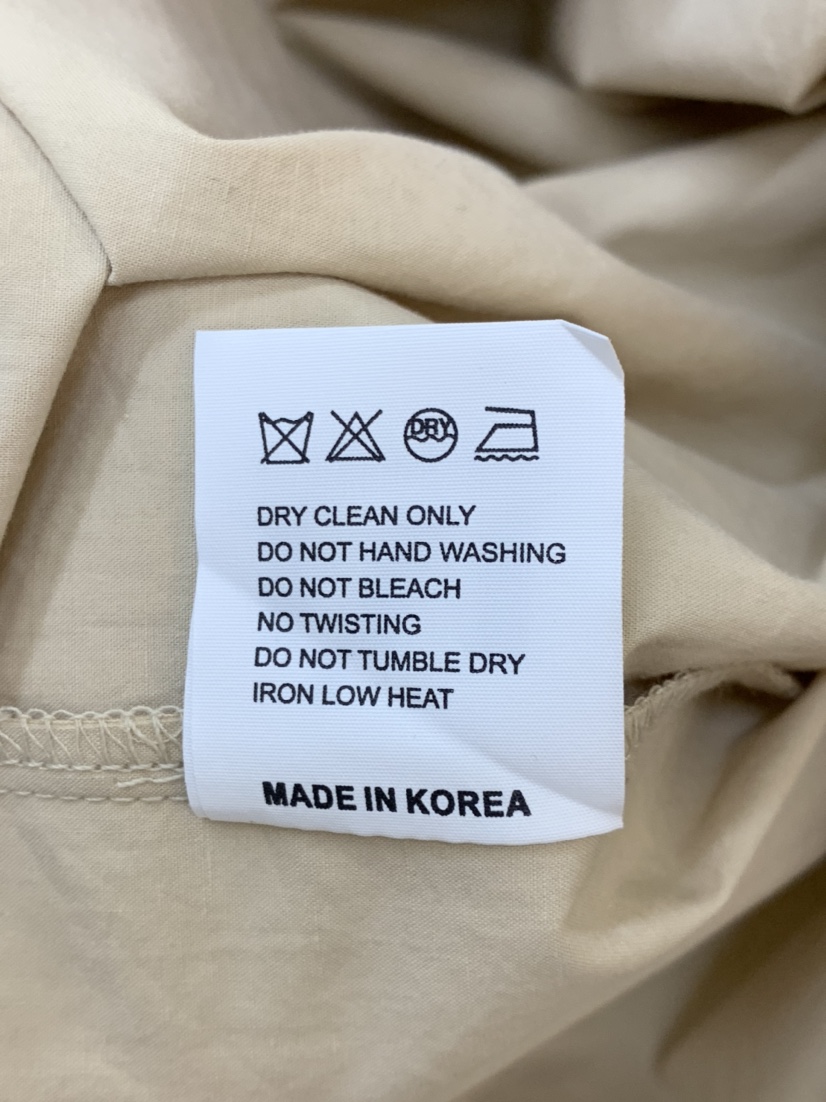 DRY
DRY CLEAN ONLY
DO NOT HAND WASHING
DO NOT BLEACH
NO TWISTING
DO NOT TUMBLE DRY
IRON LOW HEAT
MADE IN KOREA